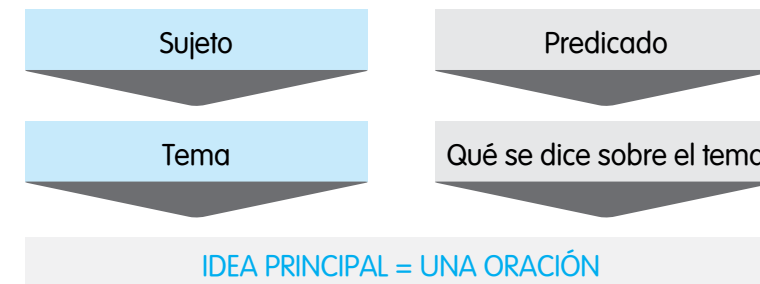 Sujeto
Predicado
Tema
Qué se dice sobre el tema
IDEA PRINCIPAL = UNA ORACIÓN